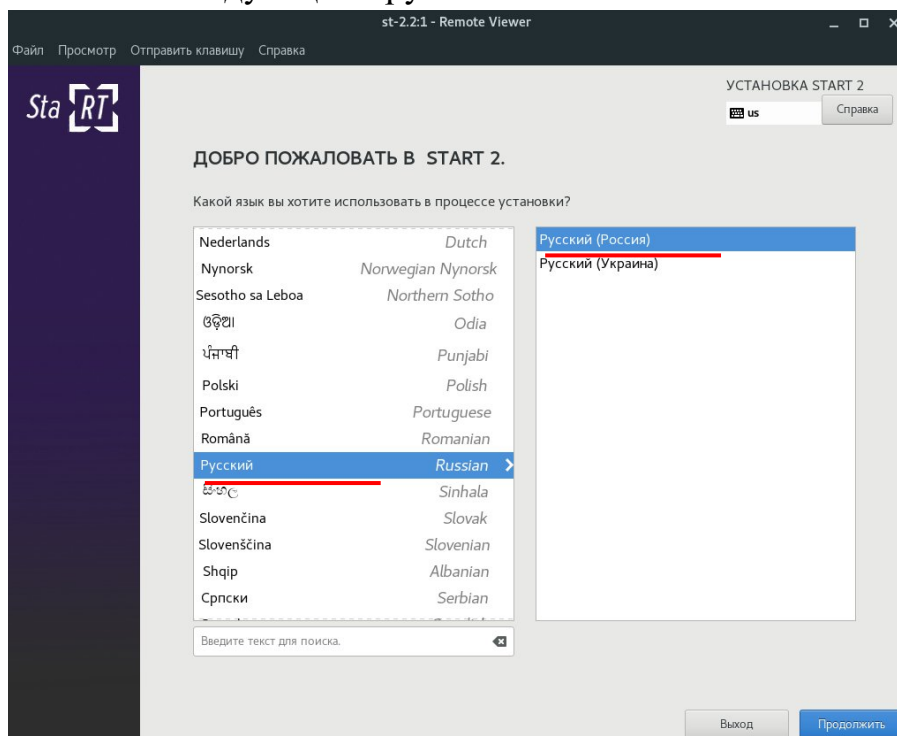 st-2.2:1 - Remote Viewer
Файл Просмотр Отправить клавишу Справка
Sta RT
УСТАНОВКА START 2
us
Справка
ДОБРО ПОЖАЛОВАТЬ В START 2.
Какой язык вы хотите использовать в процессе установки?
Nederlands Dutch
Nynorsk Norwegian Nynorsk
Sesotho sa Leboa Northern Sotho
ଓଡ଼ିଆ Odia
ਪੰਜਾਬੀ Punjabi
Polski Polish
Português Portuguese
Română Romanian
Русский Russian
සිංහල Sinhala
Slovenčina Slovak
Slovenščina Slovenian
Shqip Albanian
Српски Serbian
Русский (Россия)
Русский (Украина)
Введите текст для поиска.
Выход
Продолжить